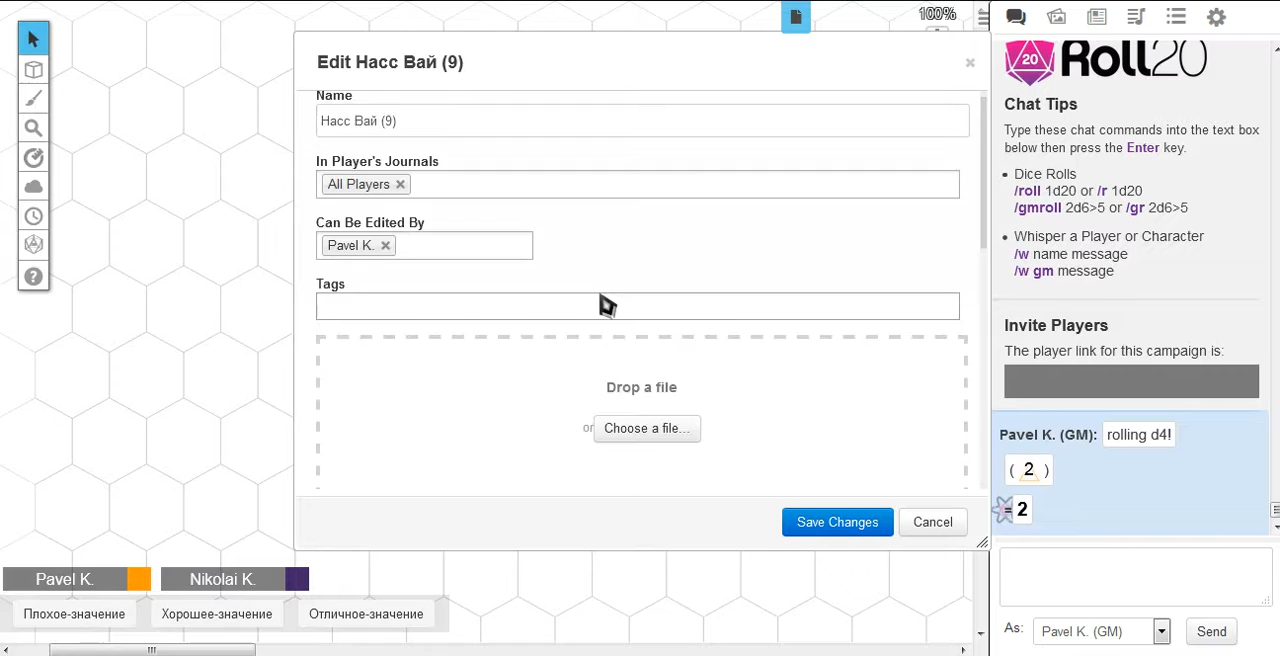 100%
Edit Насс Вай (9)
Name
Насс Вай (9)
In Player's Journals
All Players
Can Be Edited By
Pavel K.
Tags
Drop a file
or Choose a file...
Save Changes
Cancel
Pavel K.
Nikolai K.
Плохое-значение
Хорошее-значение
Отличное-значение
20 Roll20
Chat Tips
Type these chat commands into the text box
below then press the Enter key.
Dice Rolls
/roll 1d20 or /r 1d20
/gmroll 2d6>5 or /gr 2d6>5
Whisper a Player or Character
/w name message
/w gm message
Invite Players
The player link for this campaign is:
Pavel K. (GM): rolling d4!
( 2 )
= 2
As: Pavel K. (GM)
Send